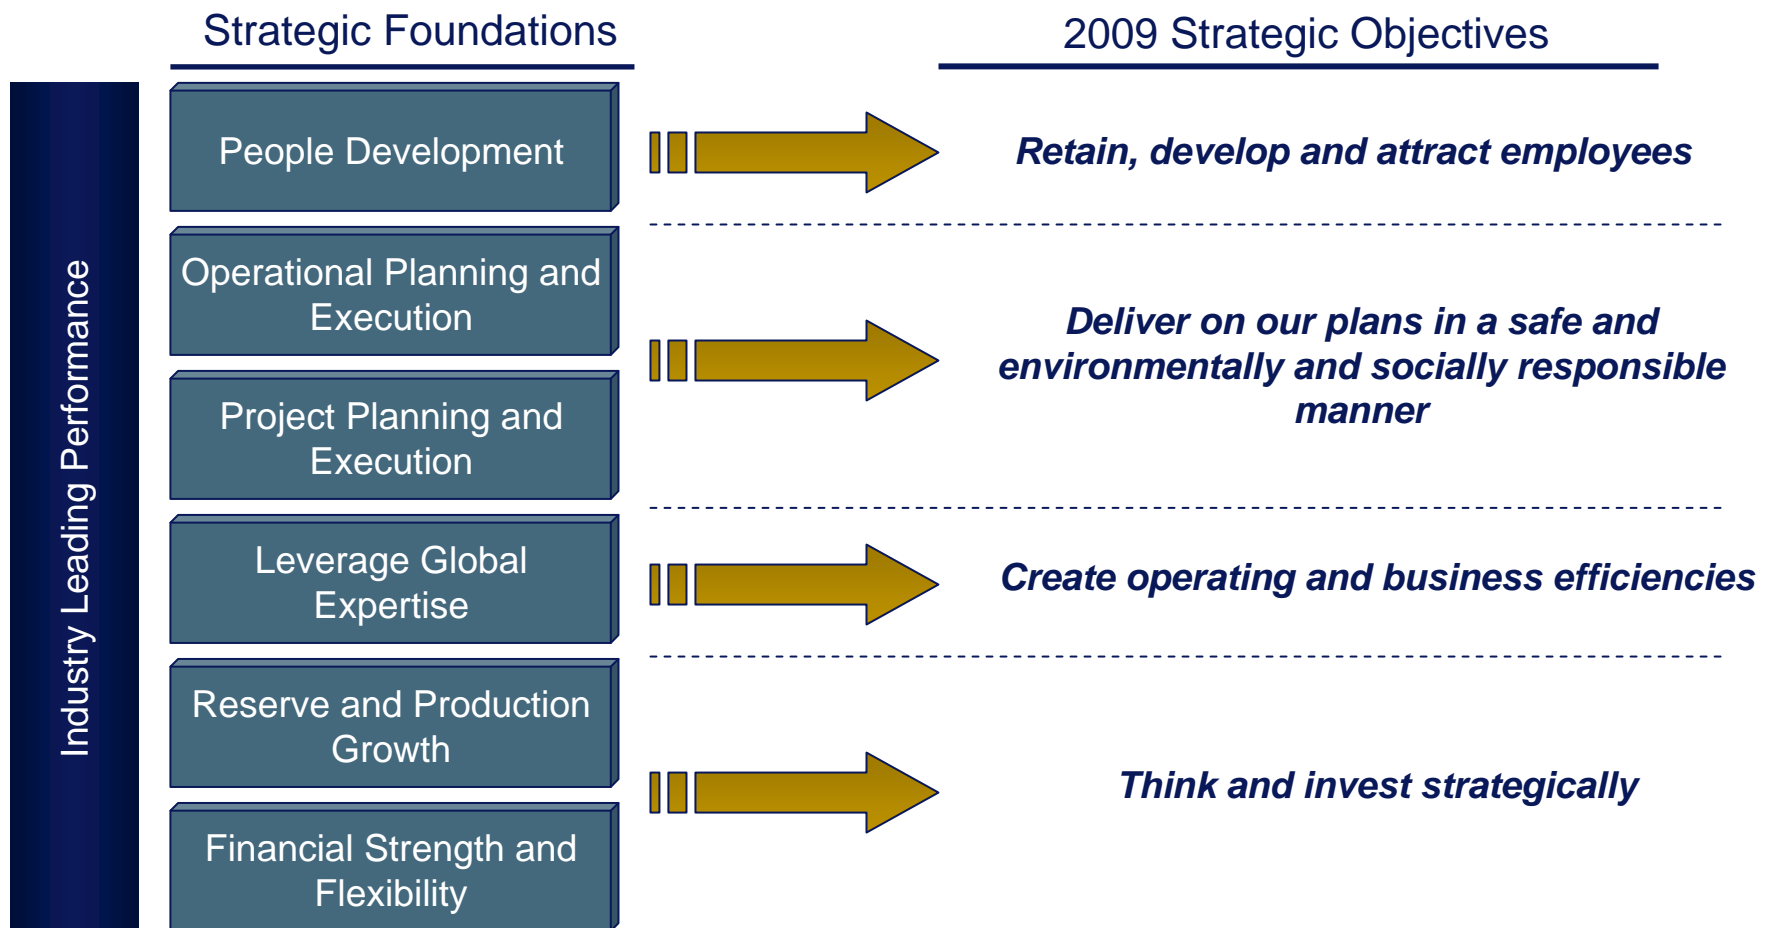 Strategic Foundations
2009 Strategic Objectives
Industry Leading Performance
People Development
Retain, develop and attract employees
Operational Planning and
Execution
Project Planning and
Execution
Deliver on our plans in a safe and
environmentally and socially responsible
manner
Leverage Global
Expertise
Create operating and business efficiencies
Reserve and Production
Growth
Financial Strength and
Flexibility
Think and invest strategically